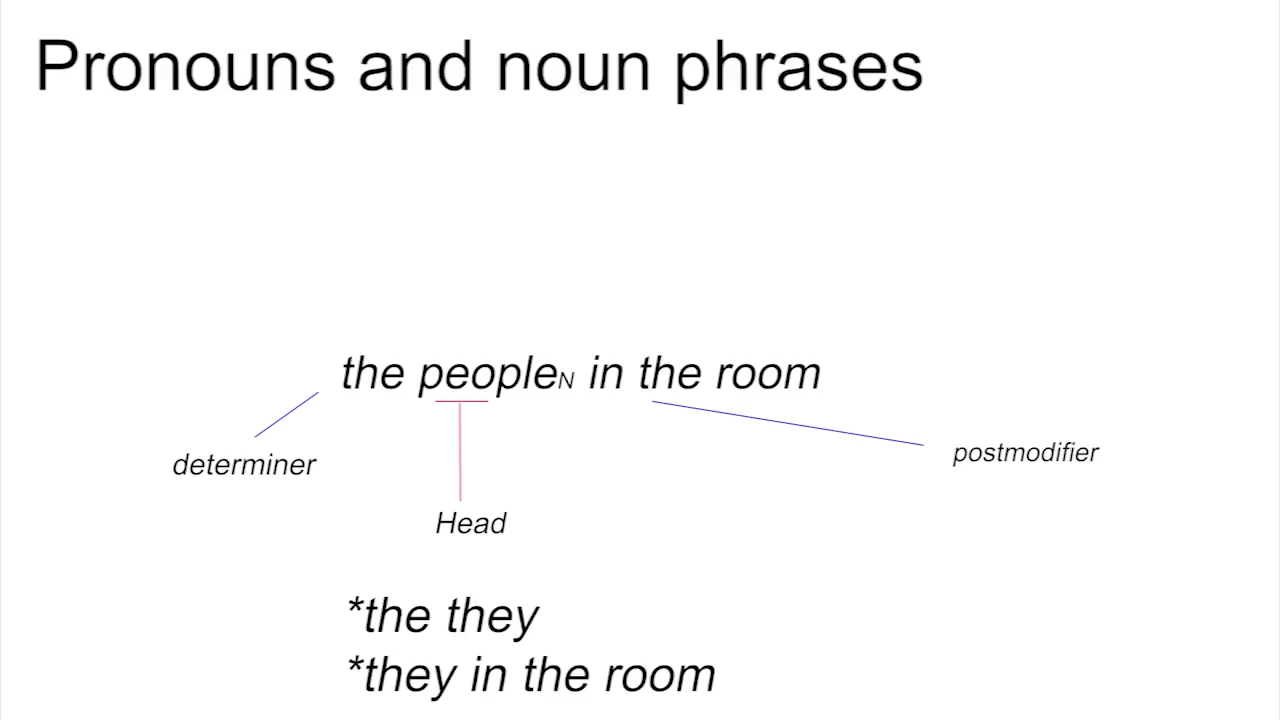 Pronouns and noun phrases
the peopleN in the room
determiner
postmodifier
Head
*the they
*they in the room